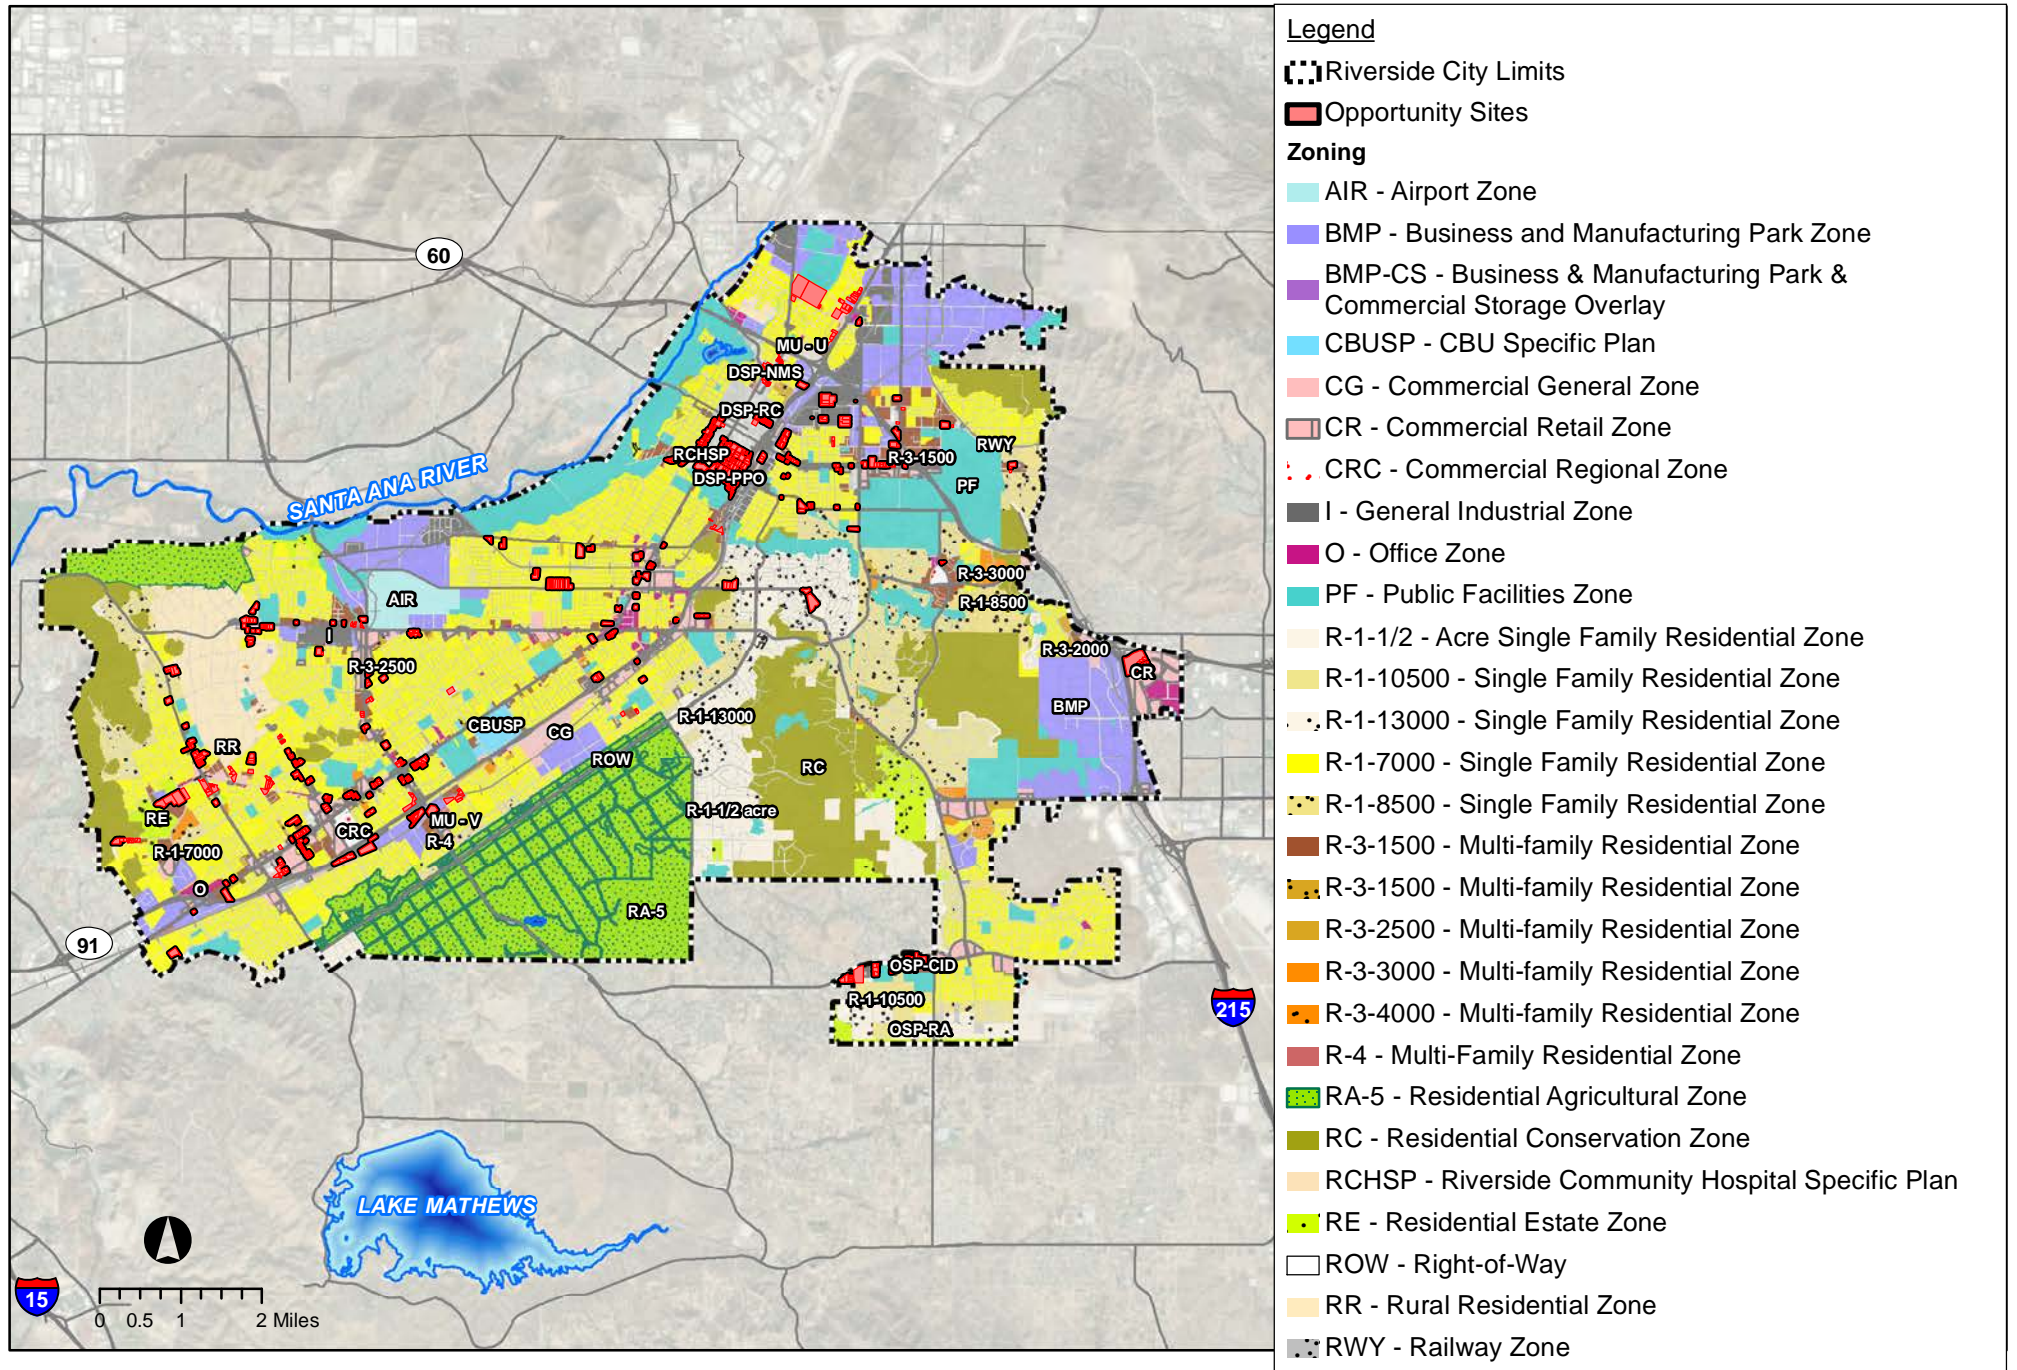 Legend
Riverside City Limits
Opportunity Sites
Zoning
AIR - Airport Zone
BMP - Business and Manufacturing Park Zone
BMP-CS - Business & Manufacturing Park &
Commercial Storage Overlay
CBUSP - CBU Specific Plan
CG - Commercial General Zone
CR - Commercial Retail Zone
CRC - Commercial Regional Zone
I - General Industrial Zone
O - Office Zone
PF - Public Facilities Zone
R-1-1/2 - Acre Single Family Residential Zone
R-1-10500 - Single Family Residential Zone
R-1-13000 - Single Family Residential Zone
R-1-7000 - Single Family Residential Zone
R-1-8500 - Single Family Residential Zone
R-3-1500 - Multi-family Residential Zone
R-3-1500 - Multi-family Residential Zone
R-3-2500 - Multi-family Residential Zone
R-3-3000 - Multi-family Residential Zone
R-3-4000 - Multi-family Residential Zone
R-4 - Multi-Family Residential Zone
RA-5 - Residential Agricultural Zone
RC - Residential Conservation Zone
RCHSP - Riverside Community Hospital Specific Plan
RE - Residential Estate Zone
ROW - Right-of-Way
RR - Rural Residential Zone
RWY - Railway Zone
60
MU - U
DSP-NMS
DSP-RC
RWY
RCHSP
R-3-1500
DSP-PPO
PF
SANTA ANA RIVER
R-3-3000
AIR
R-1-8500
I
R-3-2000
R-3-2500
CR
BMP
R-1-13000
CBUSP
CG
RR
ROW
RC
R-1-1/2 acre
RE
MU - V
CRC
R-4
R-1-7000
O
RA-5
91
OSP-CID
R-1-10500
215
OSP-RA
LAKE MATHEWS
15
0 0.5 1 2 Miles